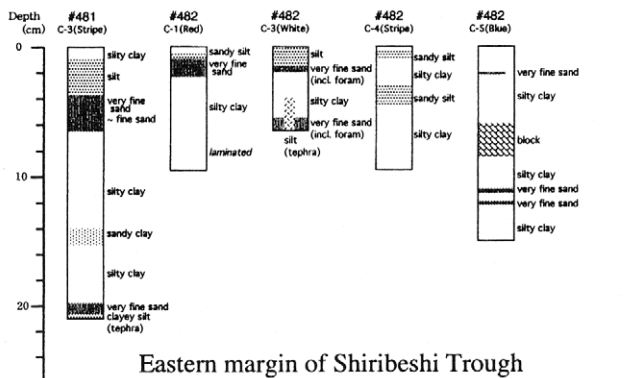 Depth
(cm)
#481
C-3(Stripe)
#482
C-1(Red)
#482
C-3(White)
#482
C-4(Stripe)
#482
C-5(Blue)
0
10
20
silty clay
silt
very fine
sand
~ fine sand
silty clay
sandy clay
silty clay
very fine sand
clayey silt
(tephra)
sandy silt
very fine
sand
silty clay
laminated
silt
very fine sand
(incl. foram)
silty clay
very fine sand
(incl. foram)
silt
(tephra)
sandy silt
silty clay
sandy silt
silty clay
very fine sand
silty clay
block
silty clay
very fine sand
very fine sand
silty clay
Eastern margin of Shiribeshi Trough